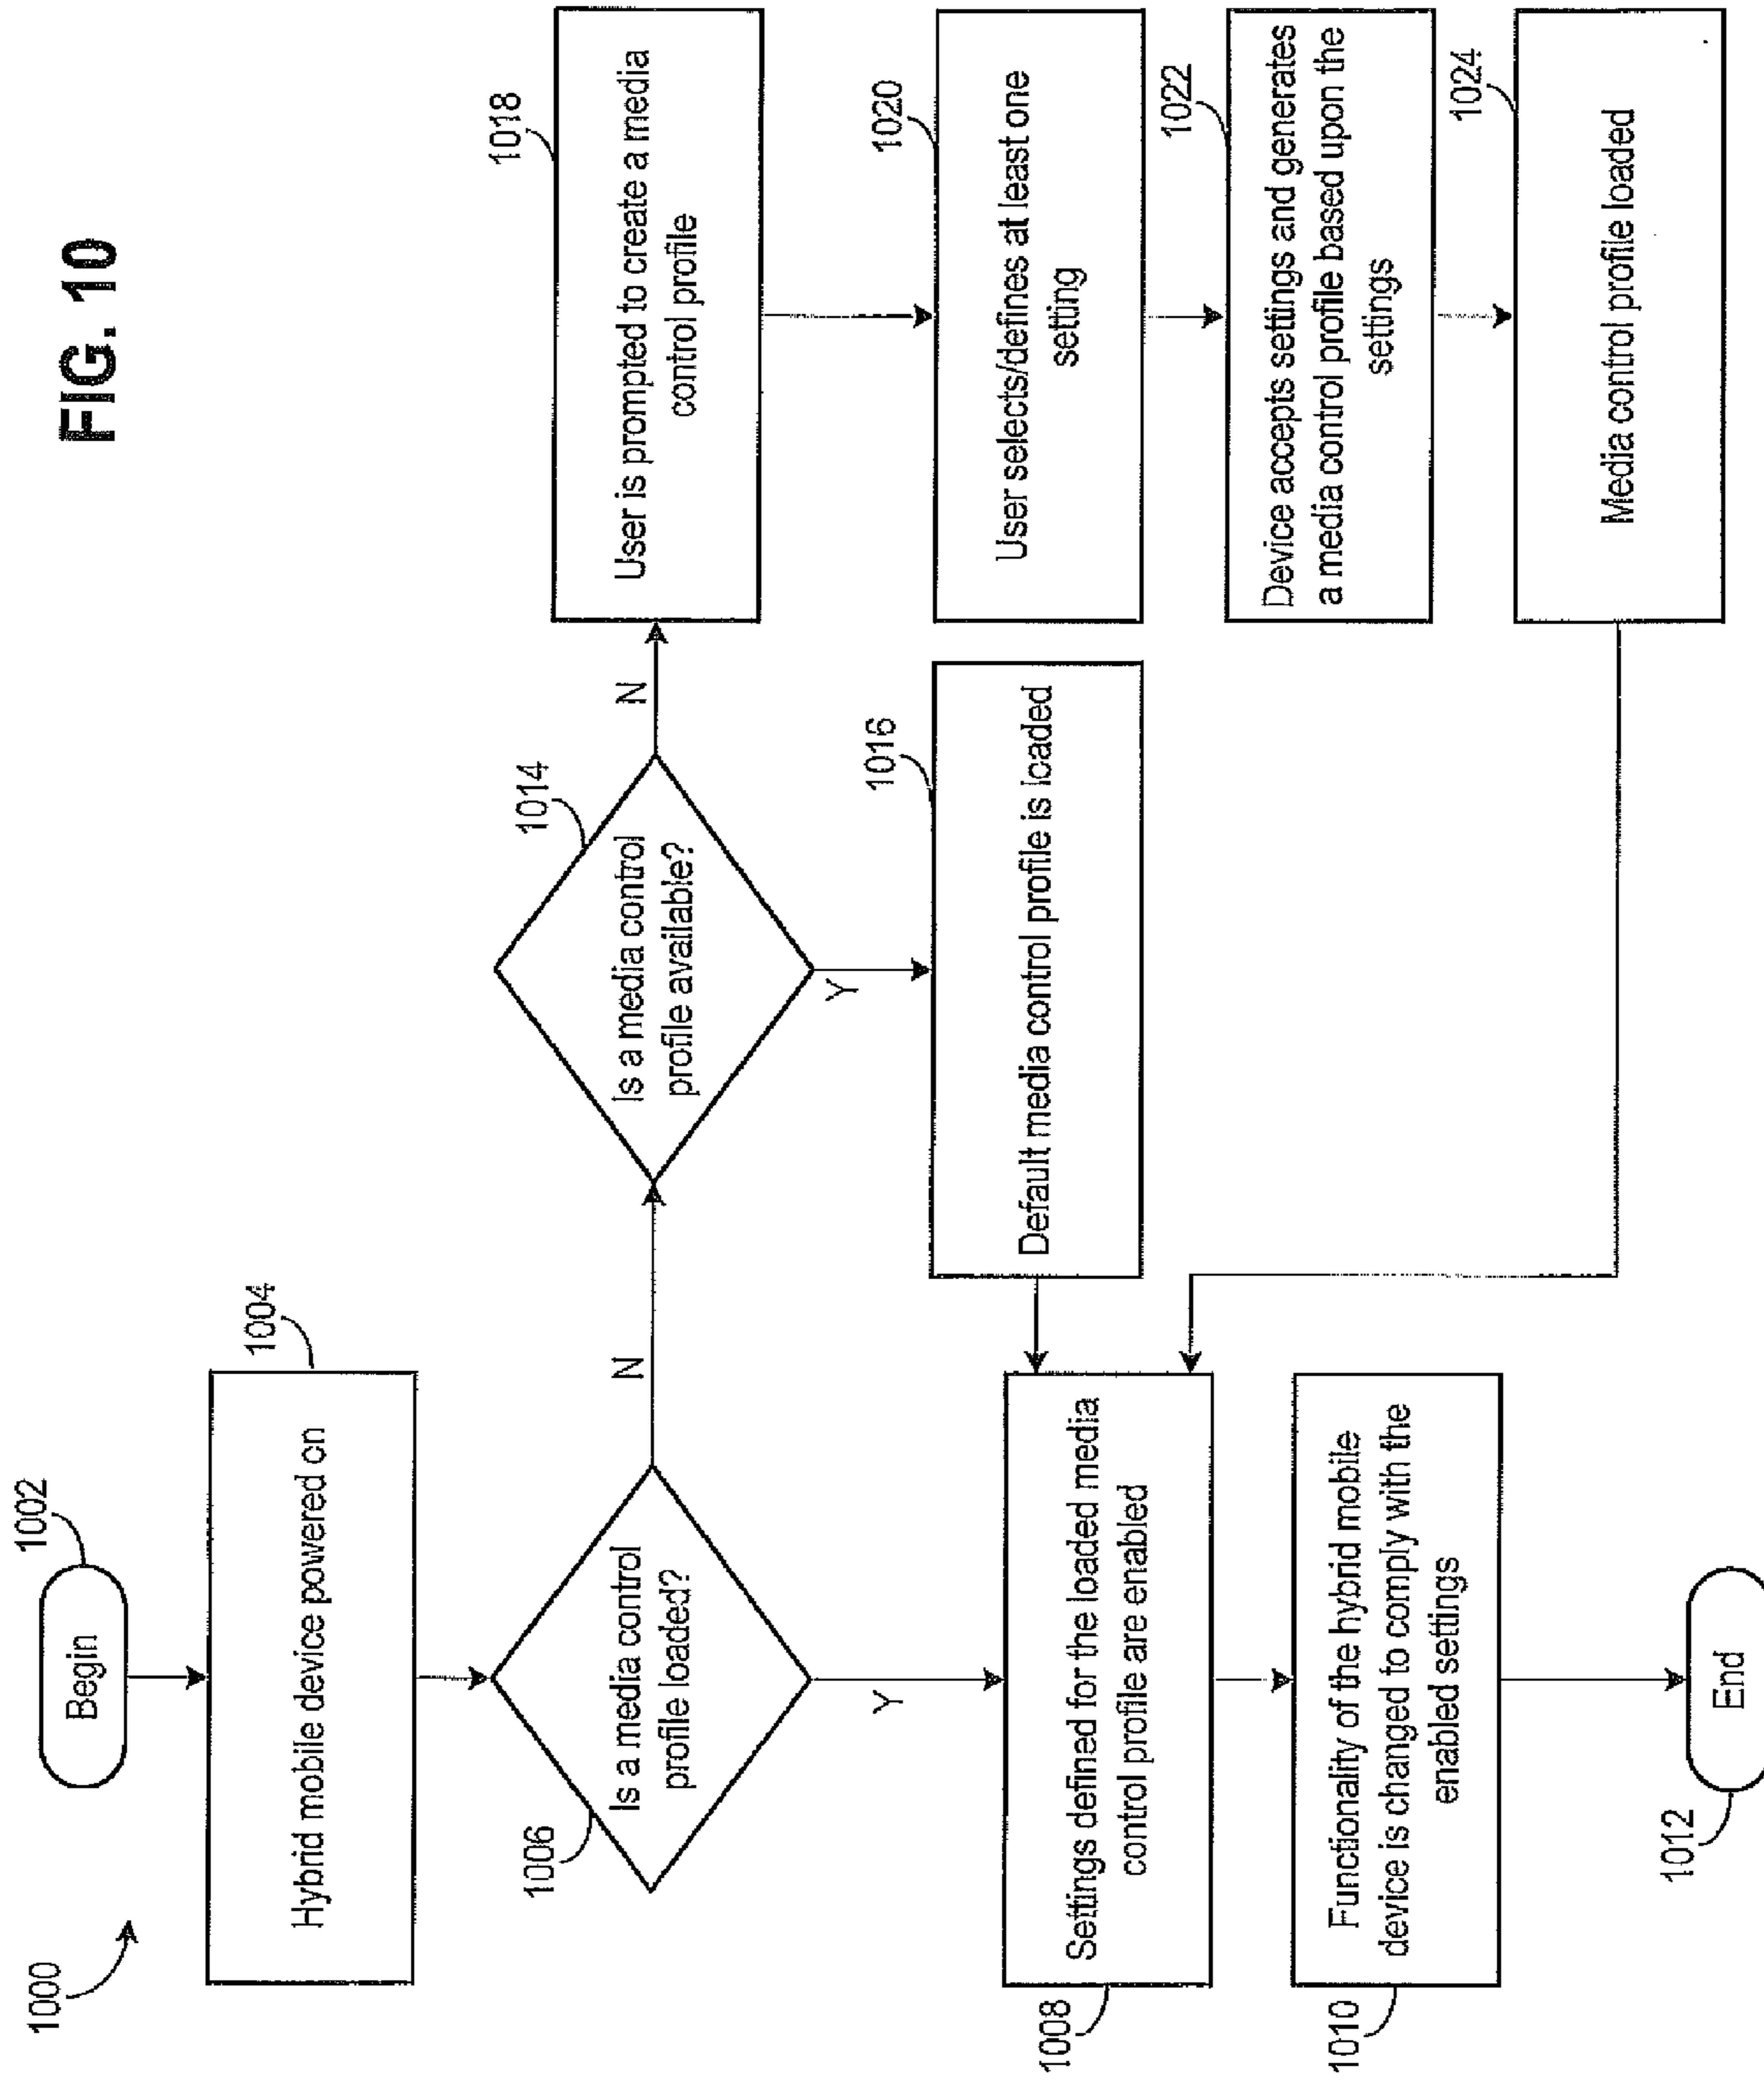 FIG. 10
1000
Begin
1002
Hybrid mobile device powered on
1004
Is a media control
profile loaded?
1006
N
Y
Is a media control
profile available?
1014
N
Y
User is prompted to create a media
control profile
1018
User selects/defines at least one
setting
1020
Device accepts settings and generates
a media control profile based upon the
settings
1022
Media control profile loaded
1024
Default media control profile is loaded
1016
Settings defined for the loaded media
control profile are enabled
1008
Functionality of the hybrid mobile
device is changed to comply with the
enabled settings
1010
End
1012